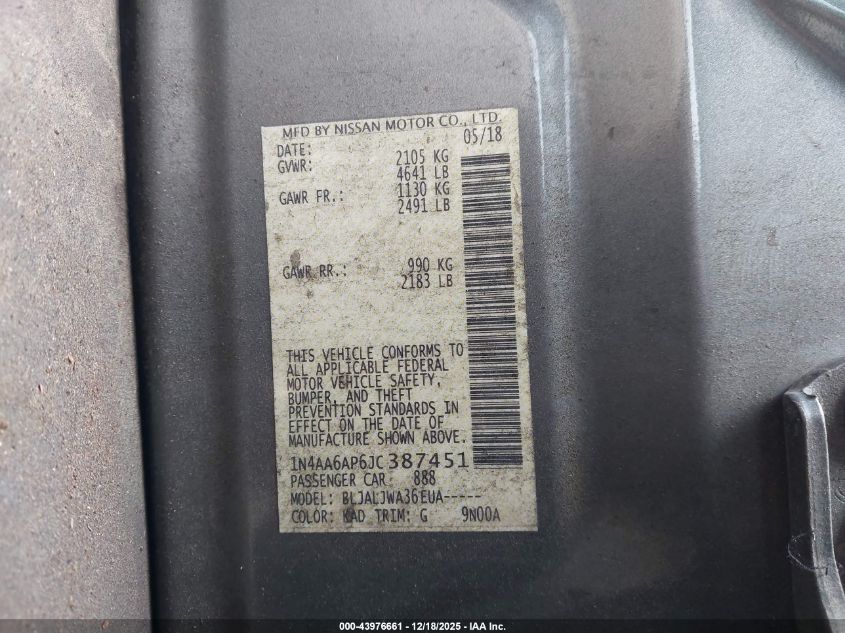 MFD BY NISSAN MOTOR CO., LTD.
DATE: 05/18
GVWR: 2105 KG
4641 LB
GAWR FR.: 1130 KG
2491 LB
GAWR RR.: 990 KG
2183 LB
THIS VEHICLE CONFORMS TO
ALL APPLICABLE FEDERAL
MOTOR VEHICLE SAFETY,
BUMPER, AND THEFT
PREVENTION STANDARDS IN
EFFECT ON THE DATE OF
MANUFACTURE SHOWN ABOVE.
1N4AA6AP6JC387451
PASSENGER CAR 888
MODEL: BLJALJWA36EUA-----
COLOR: KAD TRIM: G 9N00A
000-43976661 - 12/18/2025 - IAA Inc.